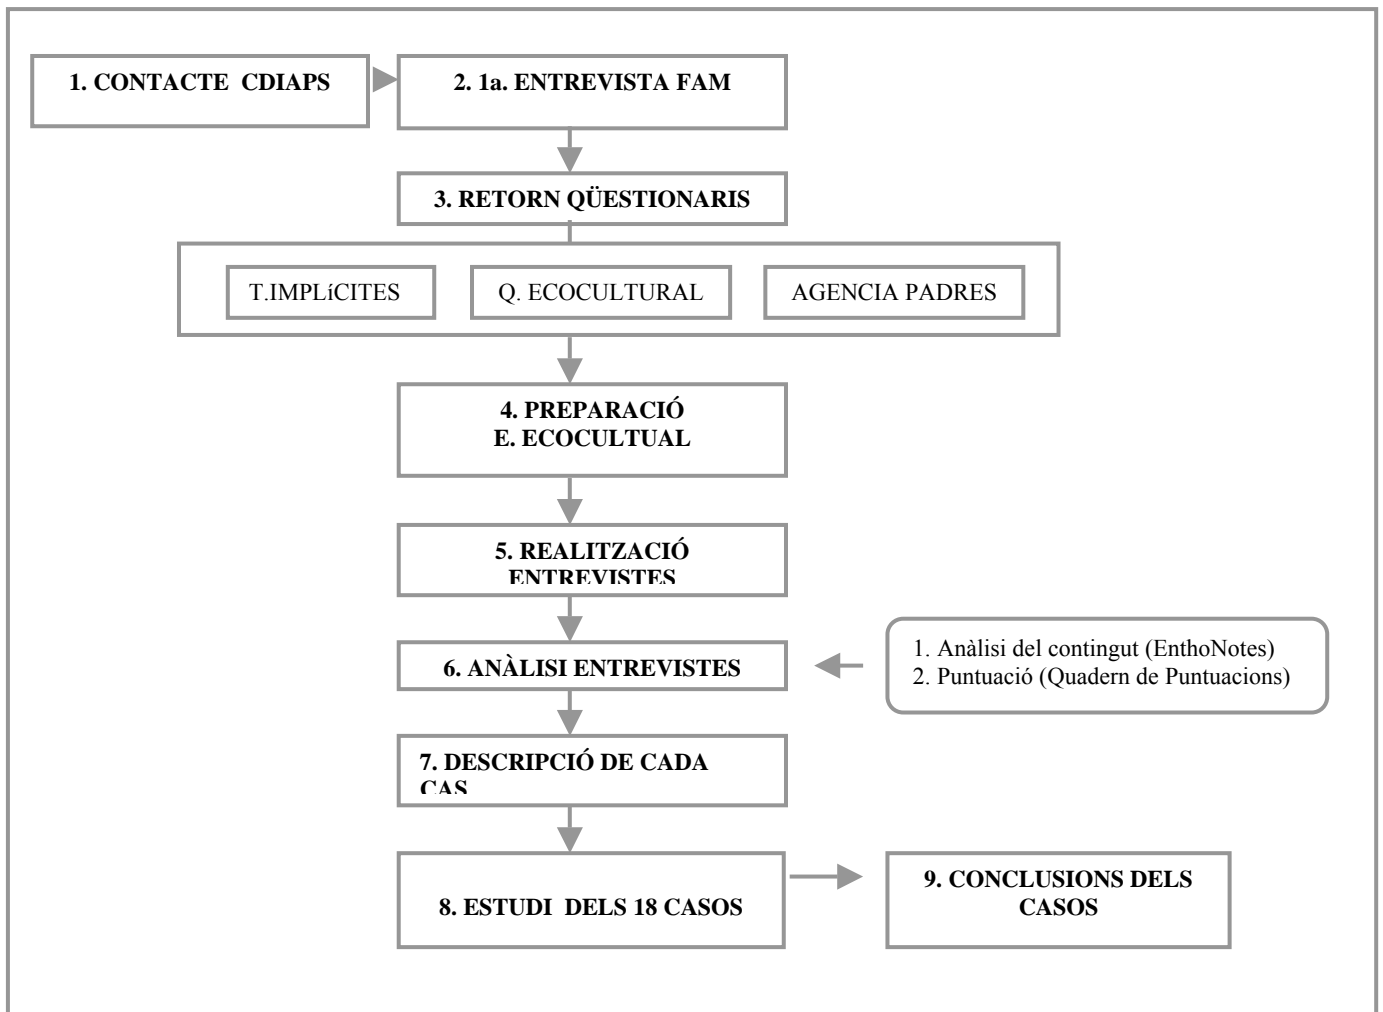 1. CONTACTE CDIAPS
2. 1a. ENTREVISTA FAM
3. RETORN QÜESTIONARIS
T.IMPLíCITES
Q. ECOCULTURAL
AGENCIA PADRES
4. PREPARACIÓ
E. ECOCULTUAL
5. REALITZACIÓ
ENTREVISTES
6. ANÀLISI ENTREVISTES
1. Anàlisi del contingut (EnthoNotes)
2. Puntuació (Quadern de Puntuacions)
7. DESCRIPCIÓ DE CADA
CAS
8. ESTUDI DELS 18 CASOS
9. CONCLUSIONS DELS
CASOS